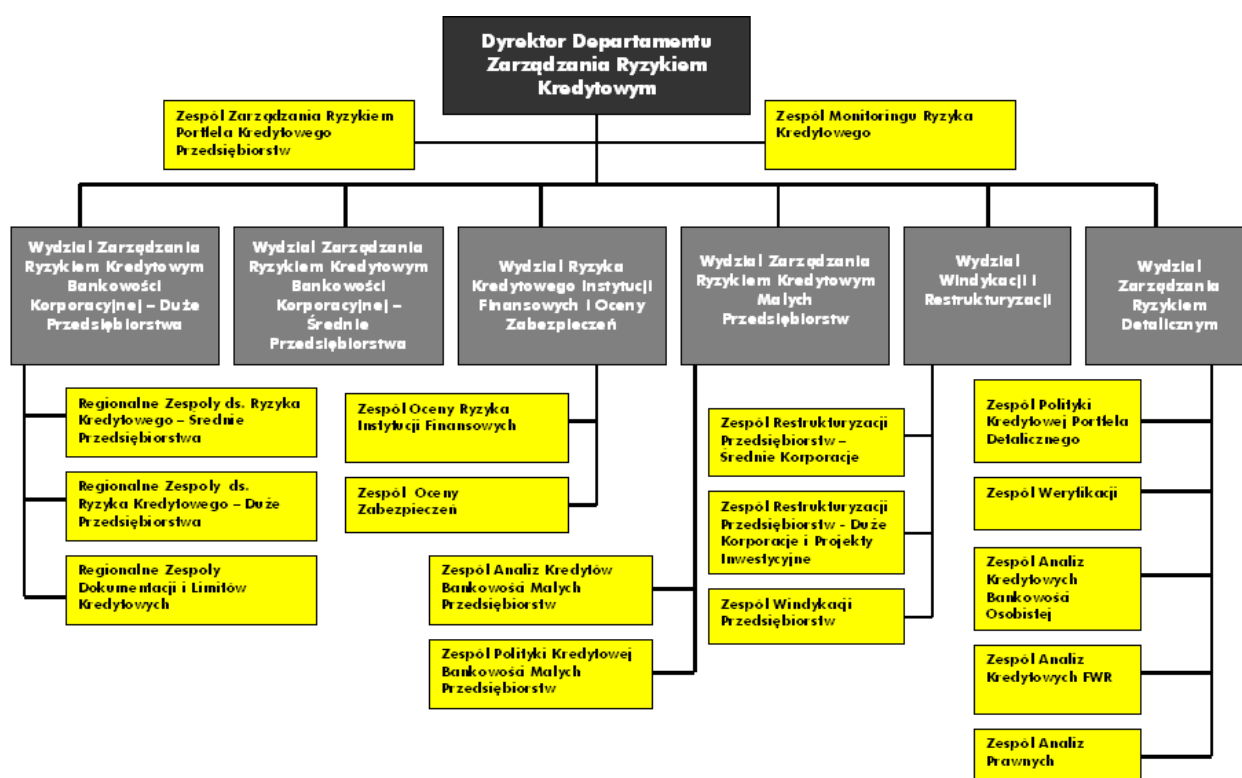 Dyrektor Departamentu
Zarządzania Ryzykiem
Kredytowym
Zespół Zarządzania Ryzykiem
Portfela Kredytowego
Przedsiębiorstw
Zespół Monitoringu Ryzyka
Kredytowego
Wydział Zarządzania
Ryzykiem Kredytowym
Bankowości
Korporacyjnej – Duże
Przedsiębiorstwa
Wydział Zarządzania
Ryzykiem Kredytowym
Bankowości
Korporacyjnej –
Średnie
Przedsiębiorstwa
Wydział Ryzyka
Kredytowego Instytucji
Finansowych i Oceny
Zabezpieczeń
Wydział Zarządzania
Ryzykiem Kredytowym
Małych
Przedsiębiorstw
Wydział
Windykacji i
Restrukturyzacji
Wydział
Zarządzania
Ryzykiem
Detalicznym
Regionalne Zespoły ds. Ryzyka
Kredytowego – Średnie
Przedsiębiorstwa
Regionalne Zespoły ds.
Ryzyka Kredytowego – Duże
Przedsiębiorstwa
Regionalne Zespoły
Dokumentacji i Limitów
Kredytowych
Zespół Oceny Ryzyka
Instytucji Finansowych
Zespół Oceny
Zabezpieczeń
Zespół Analiz Kredytów
Bankowości Małych
Przedsiębiorstw
Zespół Polityki Kredytowej
Bankowości Małych
Przedsiębiorstw
Zespół Restrukturyzacji
Przedsiębiorstw –
Średnie Korporacje
Zespół Restrukturyzacji
Przedsiębiorstw - Duże
Korporacje i Projekty
Inwestycyjne
Zespół Windykacji
Przedsiębiorstw
Zespół Polityki
Kredytowej Portfela
Detalicznego
Zespół Weryfikacji
Zespół Analiz
Kredytowych
Bankowości
Osobistej
Zespół Analiz
Kredytowych FWR
Zespół Analiz
Prawnych